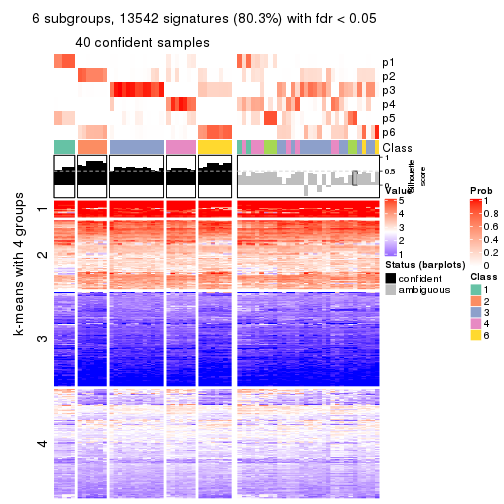 6 subgroups, 13542 signatures (80.3%) with fdr < 0.05
40 confident samples
p1
p2
p3
p4
p5
p6
Class
1
0.5
0
Silhouette
score
k-means with 4 groups
1
2
3
4
Value
5
4
3
2
1
Status (barplots)
confident
ambiguous
Prob
1
0.8
0.6
0.4
0.2
0
Class
1
2
3
4
5
6